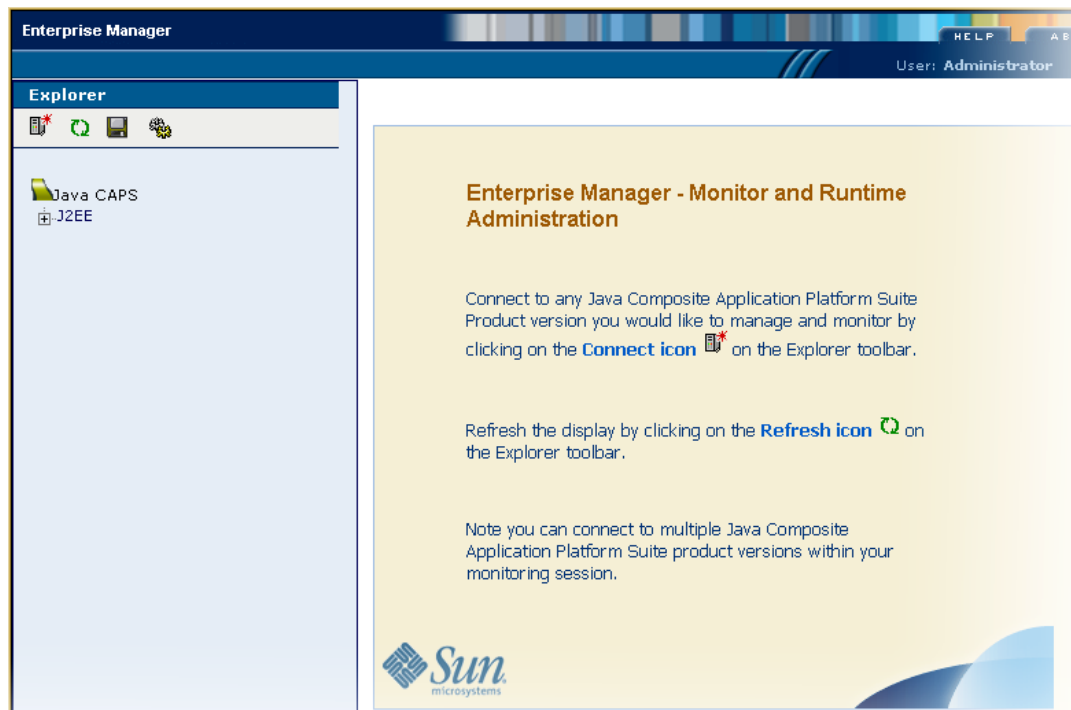 Enterprise Manager
HELP
AB
User: Administrator
Explorer
Java CAPS
J2EE
Enterprise Manager - Monitor and Runtime
Administration
Connect to any Java Composite Application Platform Suite
Product version you would like to manage and monitor by
clicking on the Connect icon on the Explorer toolbar.
Refresh the display by clicking on the Refresh icon on
the Explorer toolbar.
Note you can connect to multiple Java Composite
Application Platform Suite product versions within your
monitoring session.
Sun
microsystems